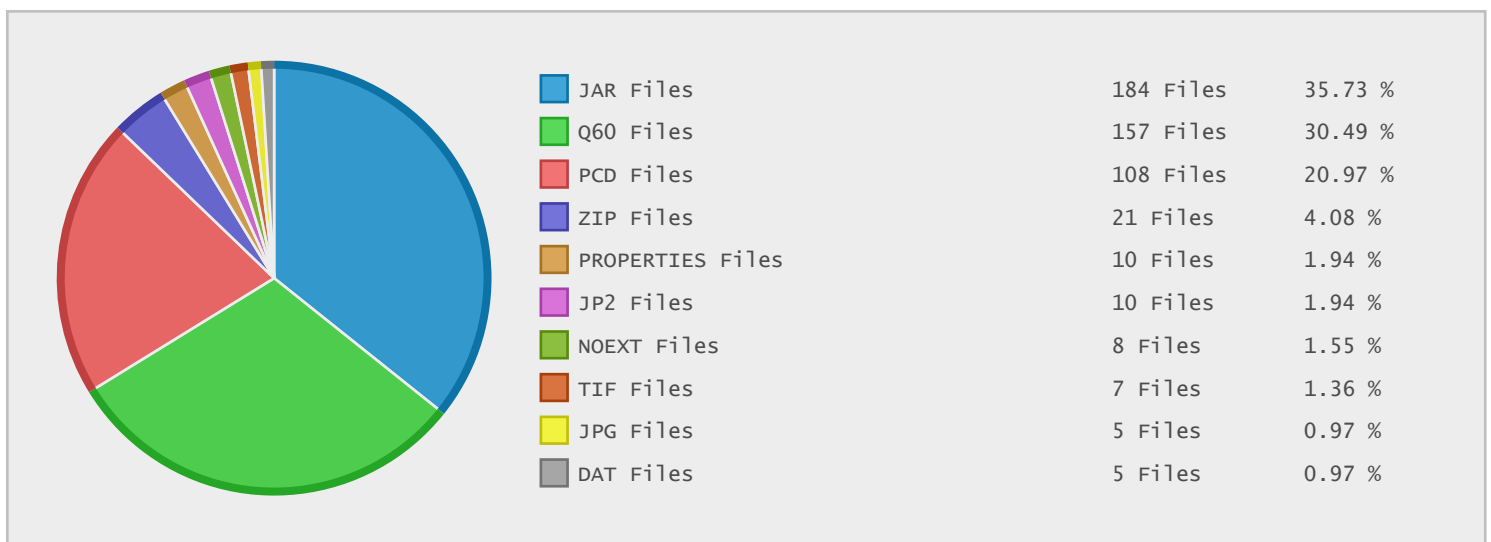 JAR Files 184 Files 35.73 %
Q60 Files 157 Files 30.49 %
PCD Files 108 Files 20.97 %
ZIP Files 21 Files 4.08 %
PROPERTIES Files 10 Files 1.94 %
JP2 Files 10 Files 1.94 %
NOEXT Files 8 Files 1.55 %
TIF Files 7 Files 1.36 %
JPG Files 5 Files 0.97 %
DAT Files 5 Files 0.97 %